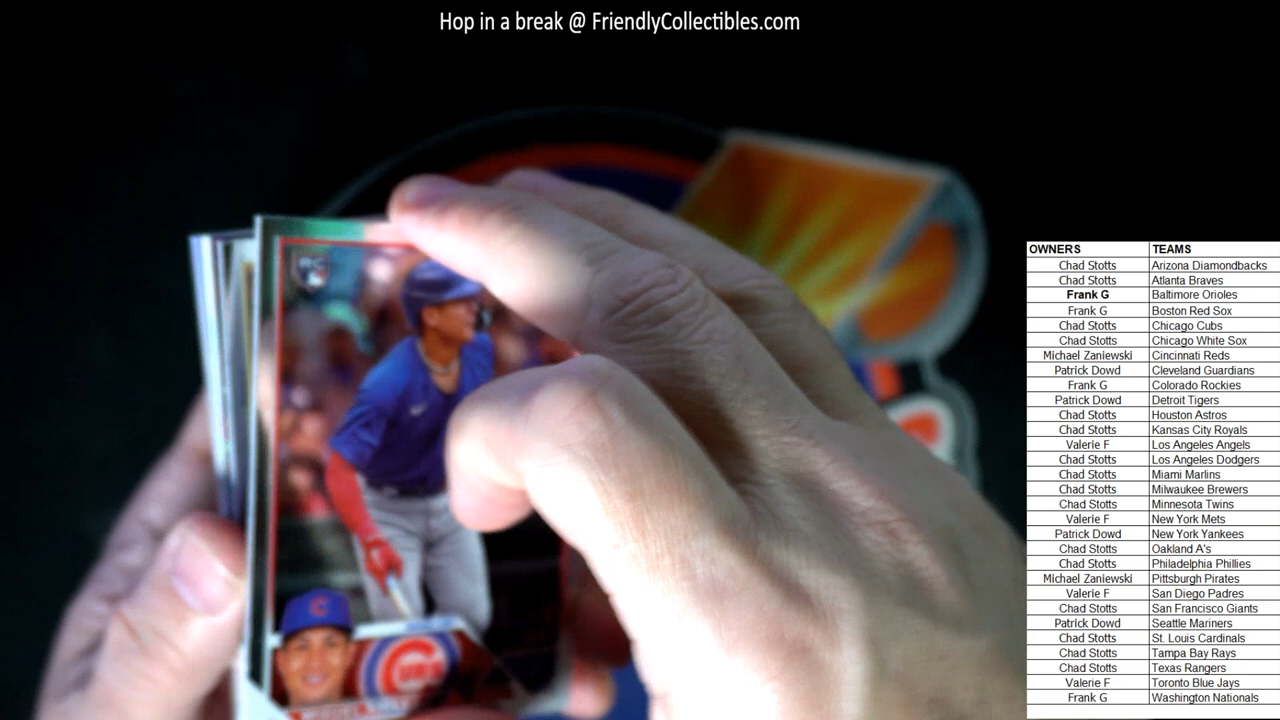 Hop in a break @ FriendlyCollectibles.com
OWNERS TEAMS
Chad Stotts Arizona Diamondbacks
Chad Stotts Atlanta Braves
Frank G Baltimore Orioles
Frank G Boston Red Sox
Chad Stotts Chicago Cubs
Chad Stotts Chicago White Sox
Michael Zaniewski Cincinnati Reds
Patrick Dowd Cleveland Guardians
Frank G Colorado Rockies
Patrick Dowd Detroit Tigers
Chad Stotts Houston Astros
Chad Stotts Kansas City Royals
Valerie F Los Angeles Angels
Chad Stotts Los Angeles Dodgers
Chad Stotts Miami Marlins
Chad Stotts Milwaukee Brewers
Chad Stotts Minnesota Twins
Valerie F New York Mets
Patrick Dowd New York Yankees
Chad Stotts Oakland A's
Chad Stotts Philadelphia Phillies
Michael Zaniewski Pittsburgh Pirates
Valerie F San Diego Padres
Chad Stotts San Francisco Giants
Patrick Dowd Seattle Mariners
Chad Stotts St. Louis Cardinals
Chad Stotts Tampa Bay Rays
Chad Stotts Texas Rangers
Valerie F Toronto Blue Jays
Frank G Washington Nationals
C
C